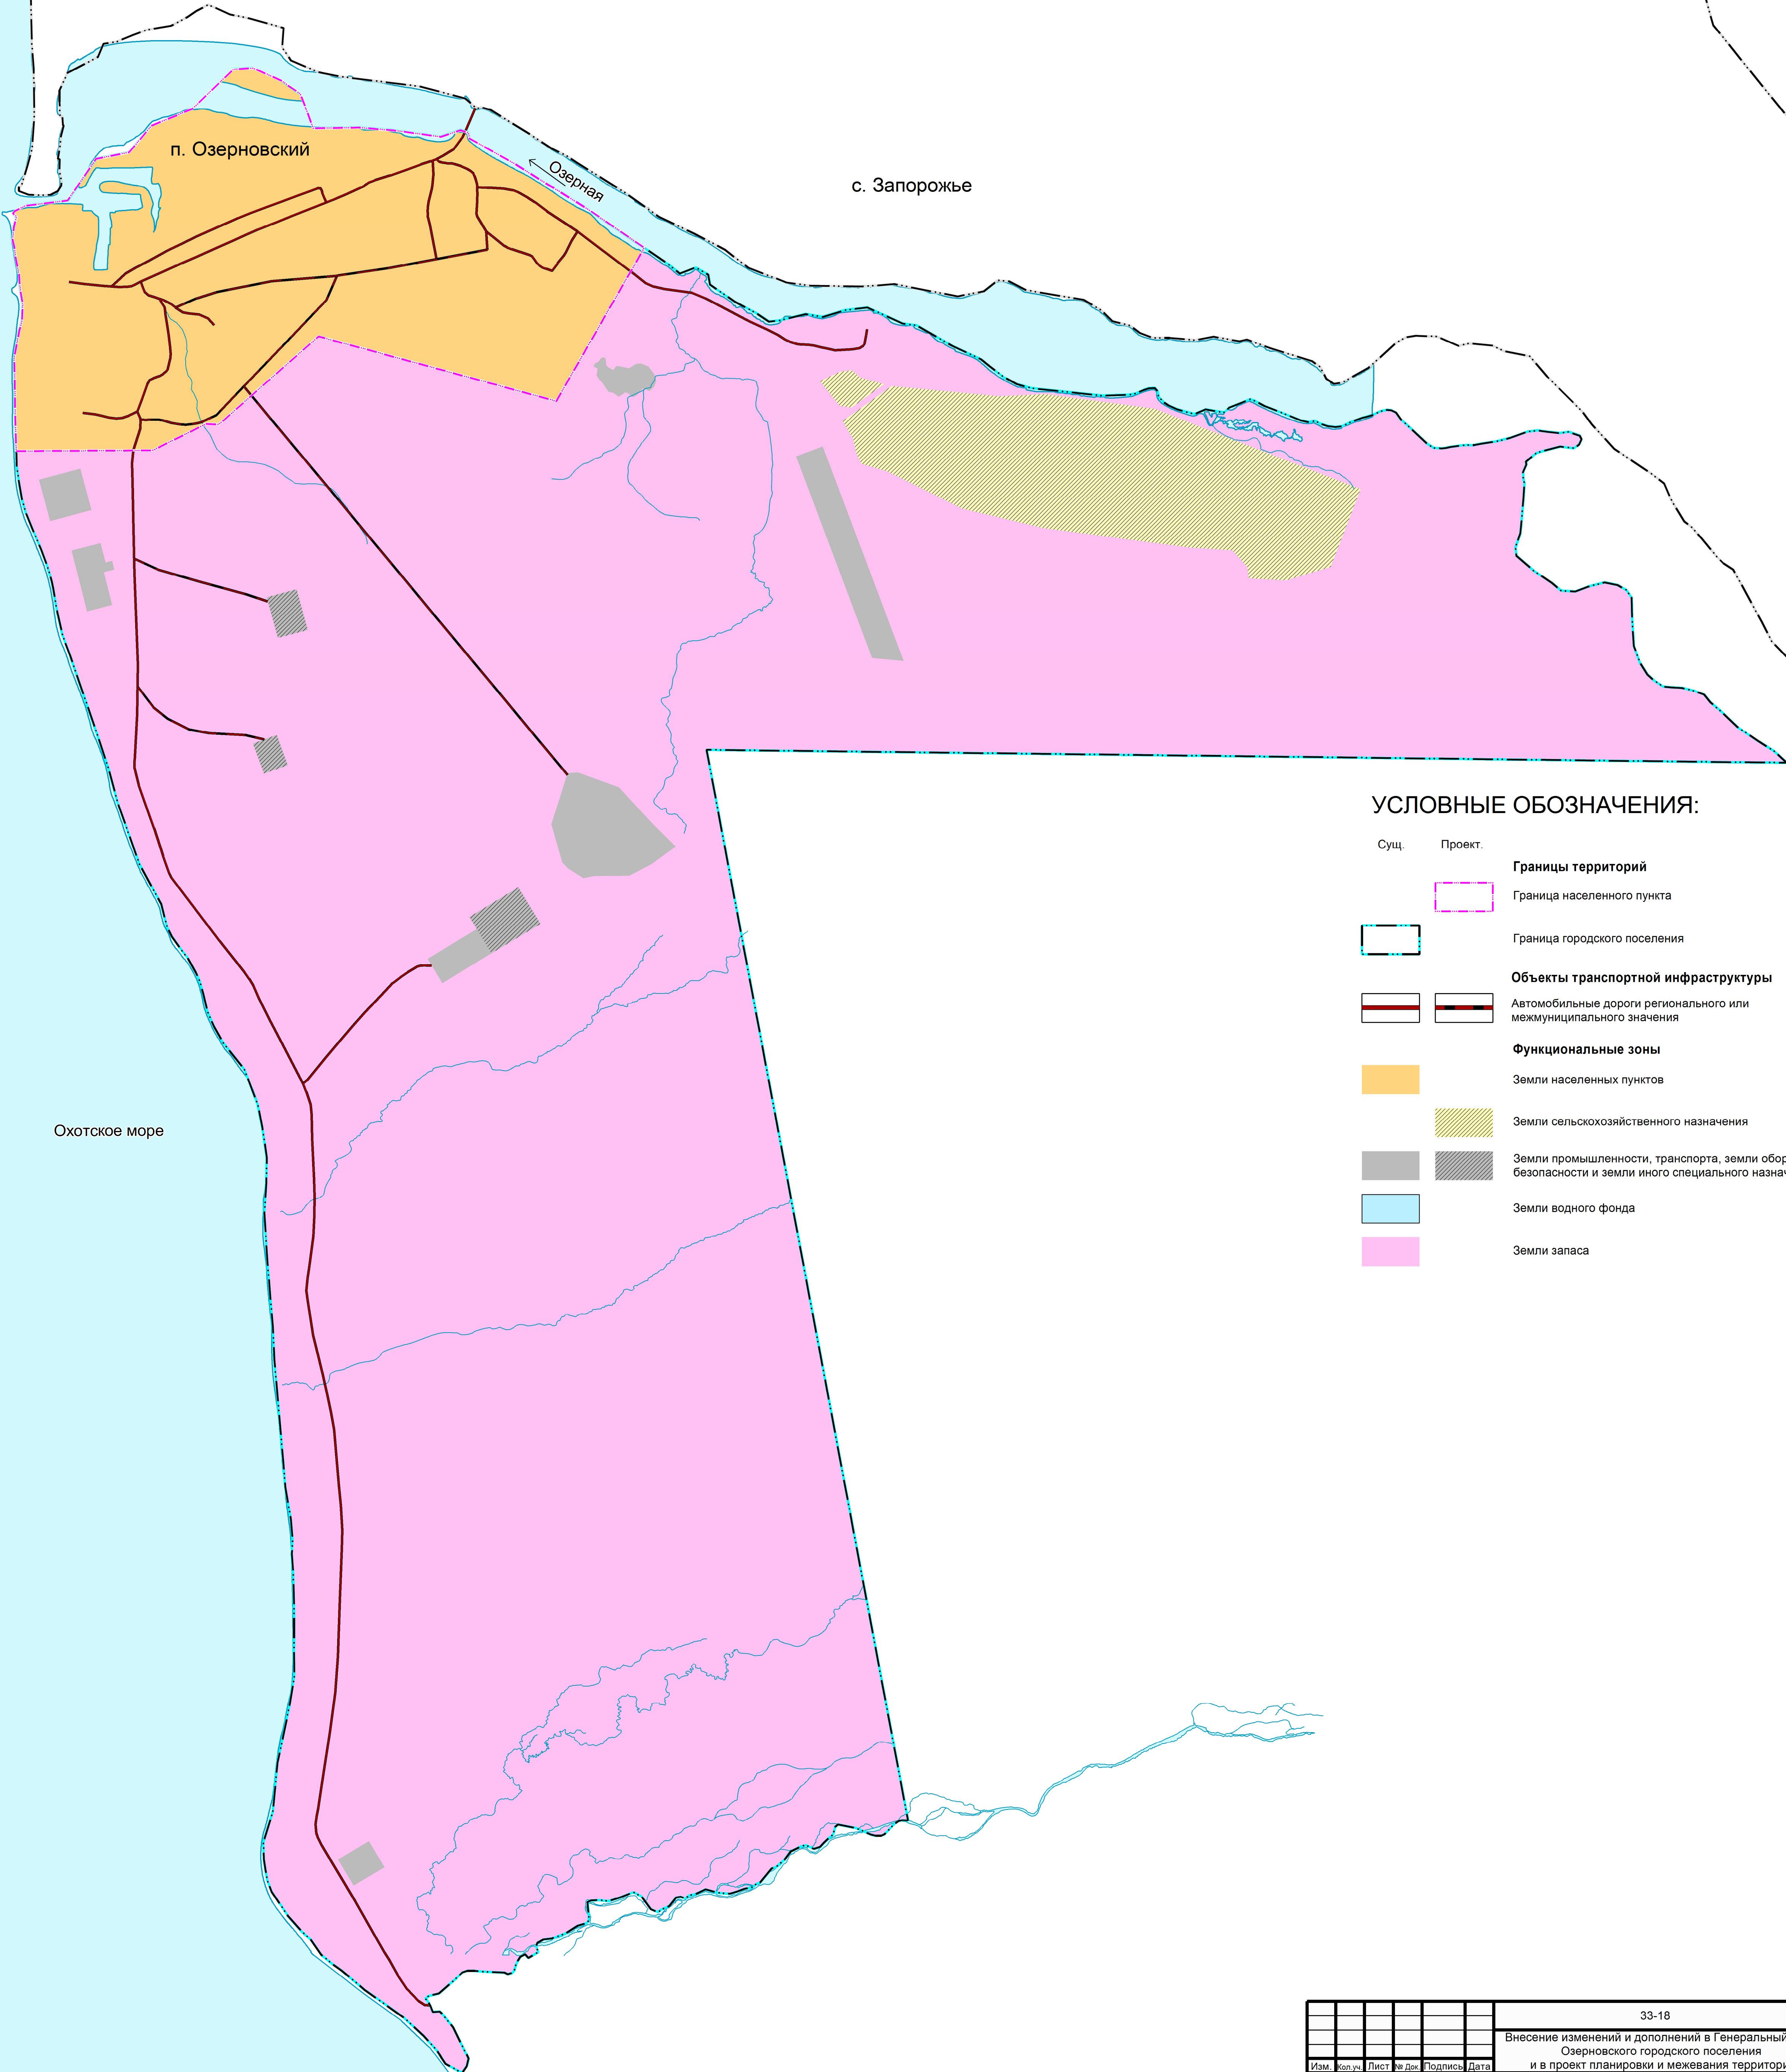 п. Озерновский
Озерная
с. Запорожье
Охотское море
УСЛОВНЫЕ ОБОЗНАЧЕНИЯ:
Сущ. Проект.
Границы территорий
Граница населенного пункта
Граница городского поселения
Объекты транспортной инфраструктуры
Автомобильные дороги регионального или
межмуниципального значения
Функциональные зоны
Земли населенных пунктов
Земли сельскохозяйственного назначения
Земли промышленности, транспорта, земли обор
безопасности и земли иного специального назнач
Земли водного фонда
Земли запаса
33-18
Внесение изменений и дополнений в Генеральный
Озерновского городского поселения
и в проект планировки и межевания территори
Изм. Кол.уч. Лист № Док Подпись Дата